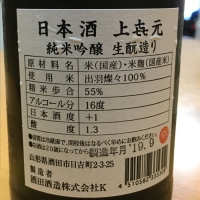 日本酒 上喜元
純米吟醸 生酛造り
原材料名 米(国産)・米麹(国産米)
使用米 出羽燦々100%
精米歩合 55%
アルコール分 16度
日本酒度 +1
酸度 1.3
製造年月 '10.9
山形県酒田市日吉町2-3-25
製造者
酒田酒造株式会社K